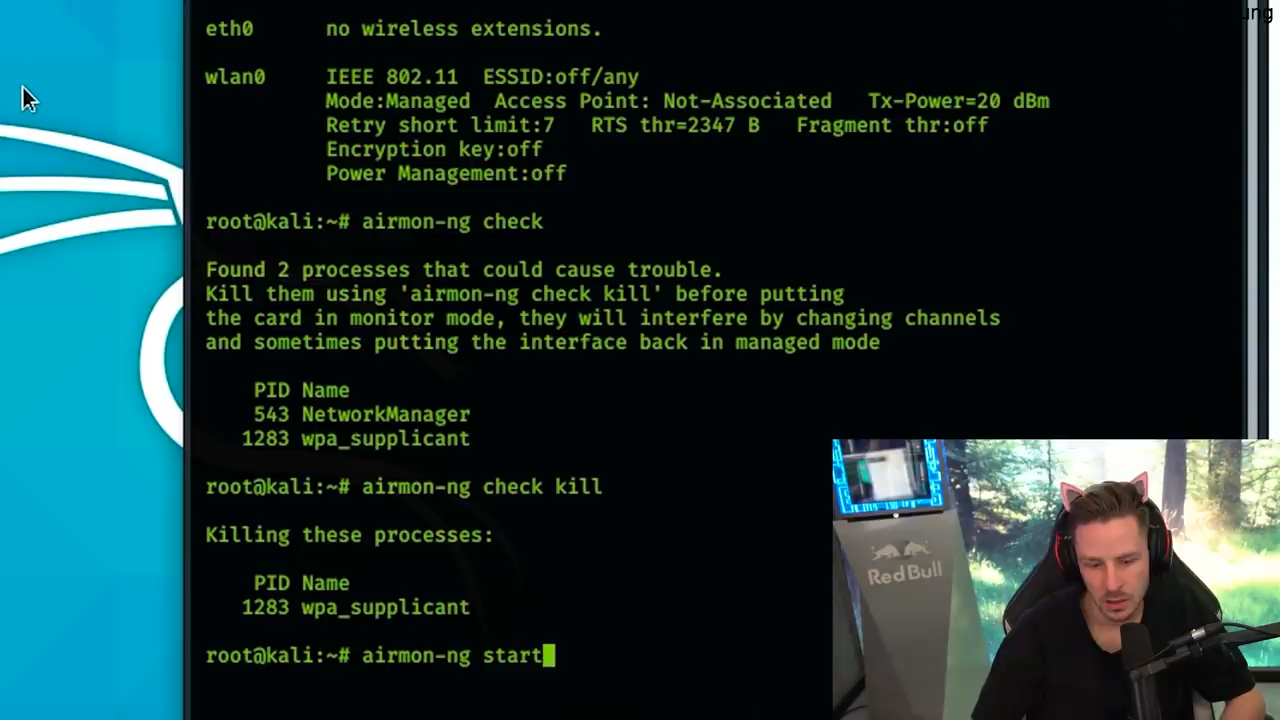 eth0 no wireless extensions.
wlan0 IEEE 802.11 ESSID:off/any
Mode:Managed Access Point: Not-Associated Tx-Power=20 dBm
Retry short limit:7 RTS thr=2347 B Fragment thr:off
Encryption key:off
Power Management:off
root@kali:~# airmon-ng check
Found 2 processes that could cause trouble.
Kill them using 'airmon-ng check kill' before putting
the card in monitor mode, they will interfere by changing channels
and sometimes putting the interface back in managed mode
PID Name
543 NetworkManager
1283 wpa_supplicant
root@kali:~# airmon-ng check kill
Killing these processes:
PID Name
1283 wpa_supplicant
root@kali:~# airmon-ng start
RedBull